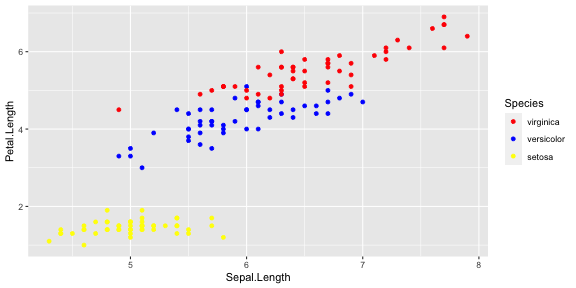 6
4
2
Petal.Length
5
6
7
8
Sepal.Length
Species
virginica
versicolor
setosa